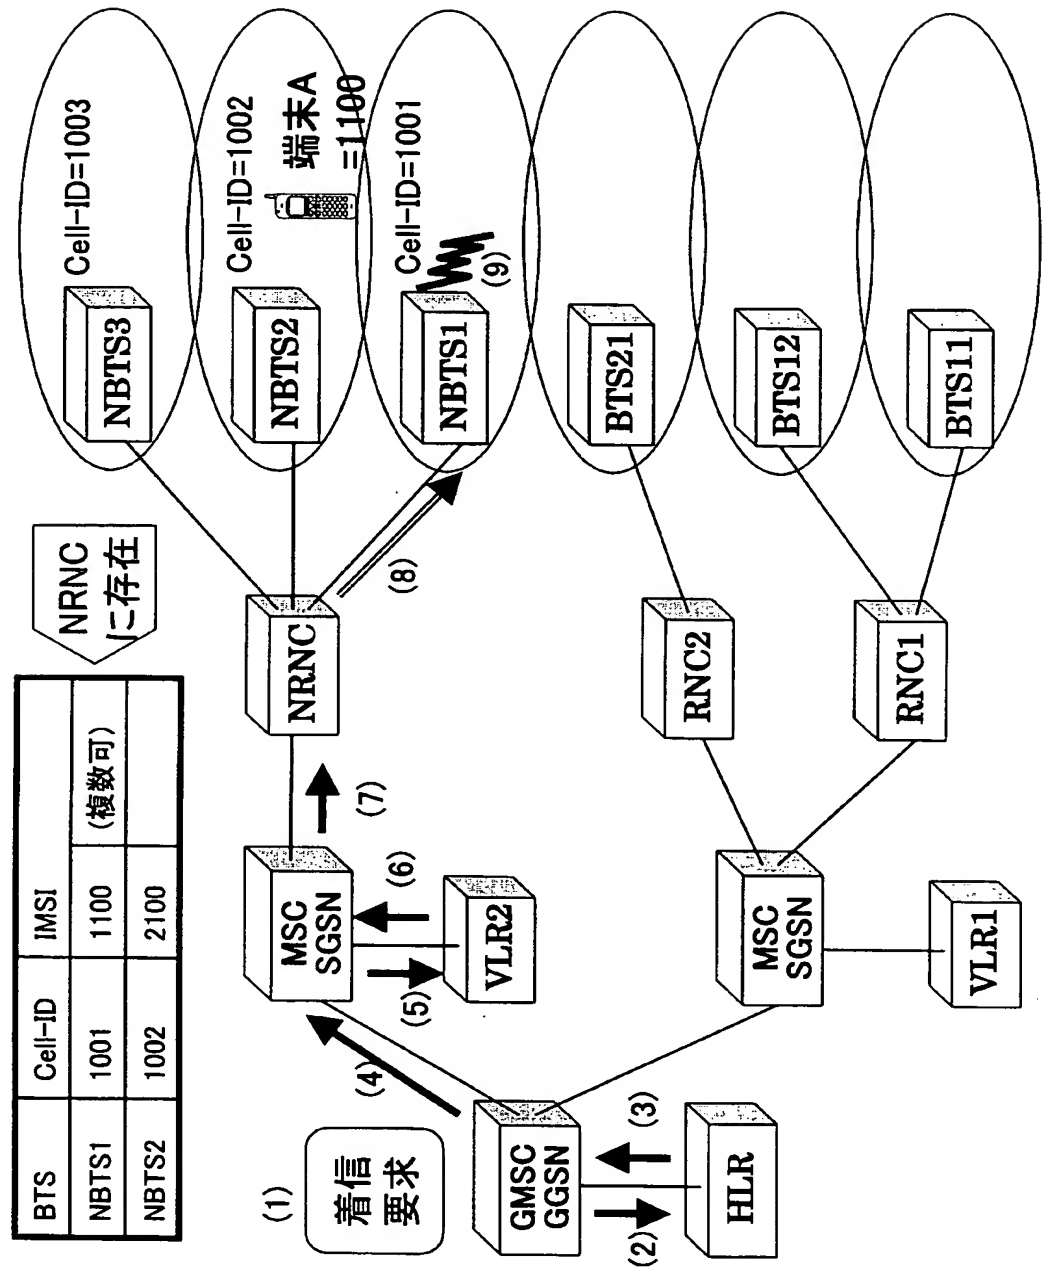 BTS Cell-ID IMSI
NBTS1 1001 1100 (複数可)
NBTS2 1002 2100
NRNC
に存在
(1)
着信
要求
GMSC
GGSN
(2)
(3)
HLR
(4)
MSC
SGSN
(5)
(6)
VLR2
(7)
NRNC
(8)
NBTS3
Cell-ID=1003
NBTS2
Cell-ID=1002
端末A
=1100
NBTS1
Cell-ID=1001
(9)
MSC
SGSN
VLR1
RNC2
RNC1
BTS21
BTS12
BTS11